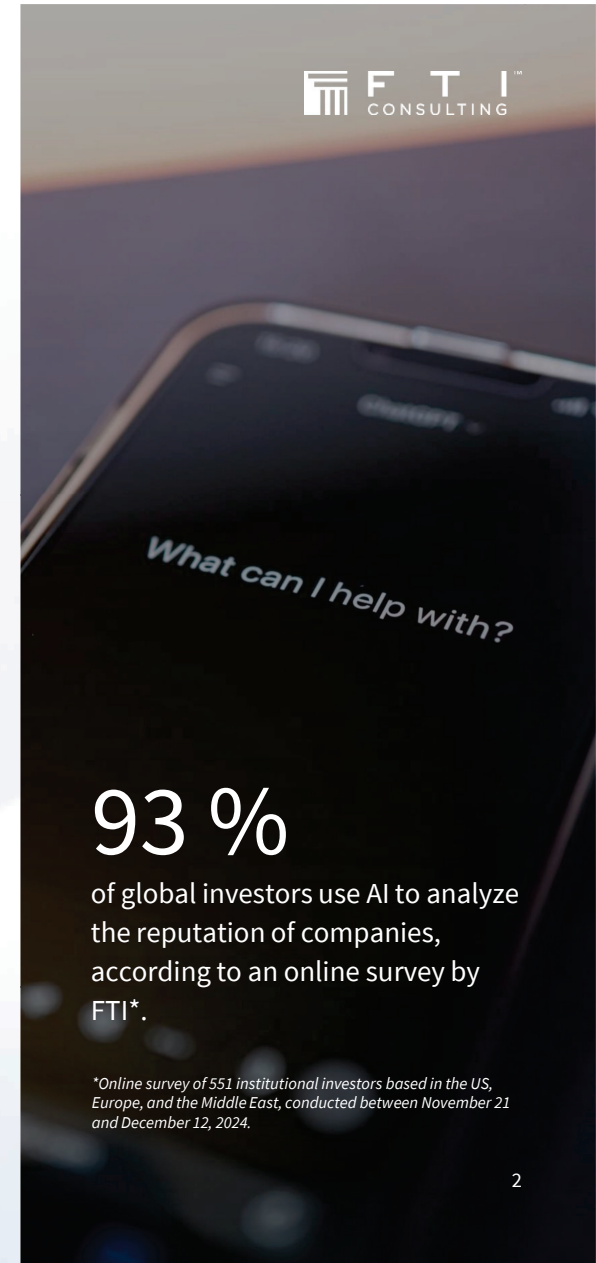 FTI™
CONSULTING
ChatGPT
What can I help with?
93 %
of global investors use AI to analyze
the reputation of companies,
according to an online survey by
FTI*.
*Online survey of 551 institutional investors based in the US,
Europe, and the Middle East, conducted between November 21
and December 12, 2024.
2